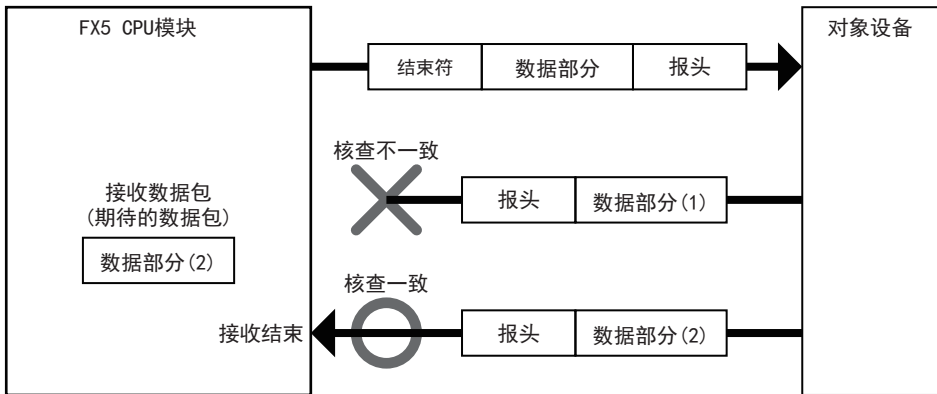 FX5 CPU模块
对象设备
结束符
数据部分
报头
核查不一致
报头
数据部分(1)
接收数据包
(期待的数据包)
数据部分(2)
核查一致
接收结束
报头
数据部分(2)